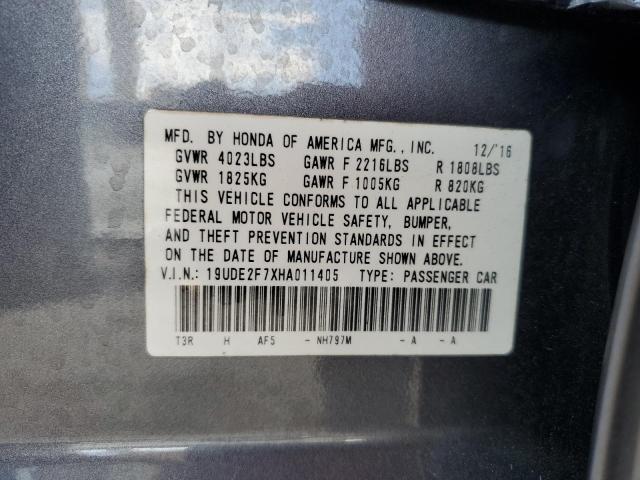 MFD. BY HONDA OF AMERICA MFG., INC. 12/'16
GVWR 4023LBS GAWR F 2216LBS R 1808LBS
GVWR 1825KG GAWR F 1005KG R 820KG
THIS VEHICLE CONFORMS TO ALL APPLICABLE
FEDERAL MOTOR VEHICLE SAFETY, BUMPER,
AND THEFT PREVENTION STANDARDS IN EFFECT
ON THE DATE OF MANUFACTURE SHOWN ABOVE.
V.I.N.: 19UDE2F7XHA011405 TYPE: PASSENGER CAR
T3R H AF5 - NH797M - A - A